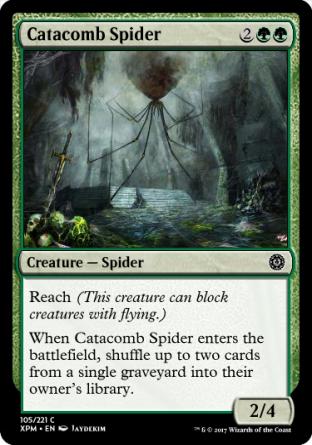 Catacomb Spider 2
Creature — Spider
Reach (This creature can block
creatures with flying.)
When Catacomb Spider enters the
battlefield, shuffle up to two cards
from a single graveyard into their
owner's library.
2/4
105/221 C
XPM • EN JAYDEKIM
™ & © 2017 Wizards of the Coast